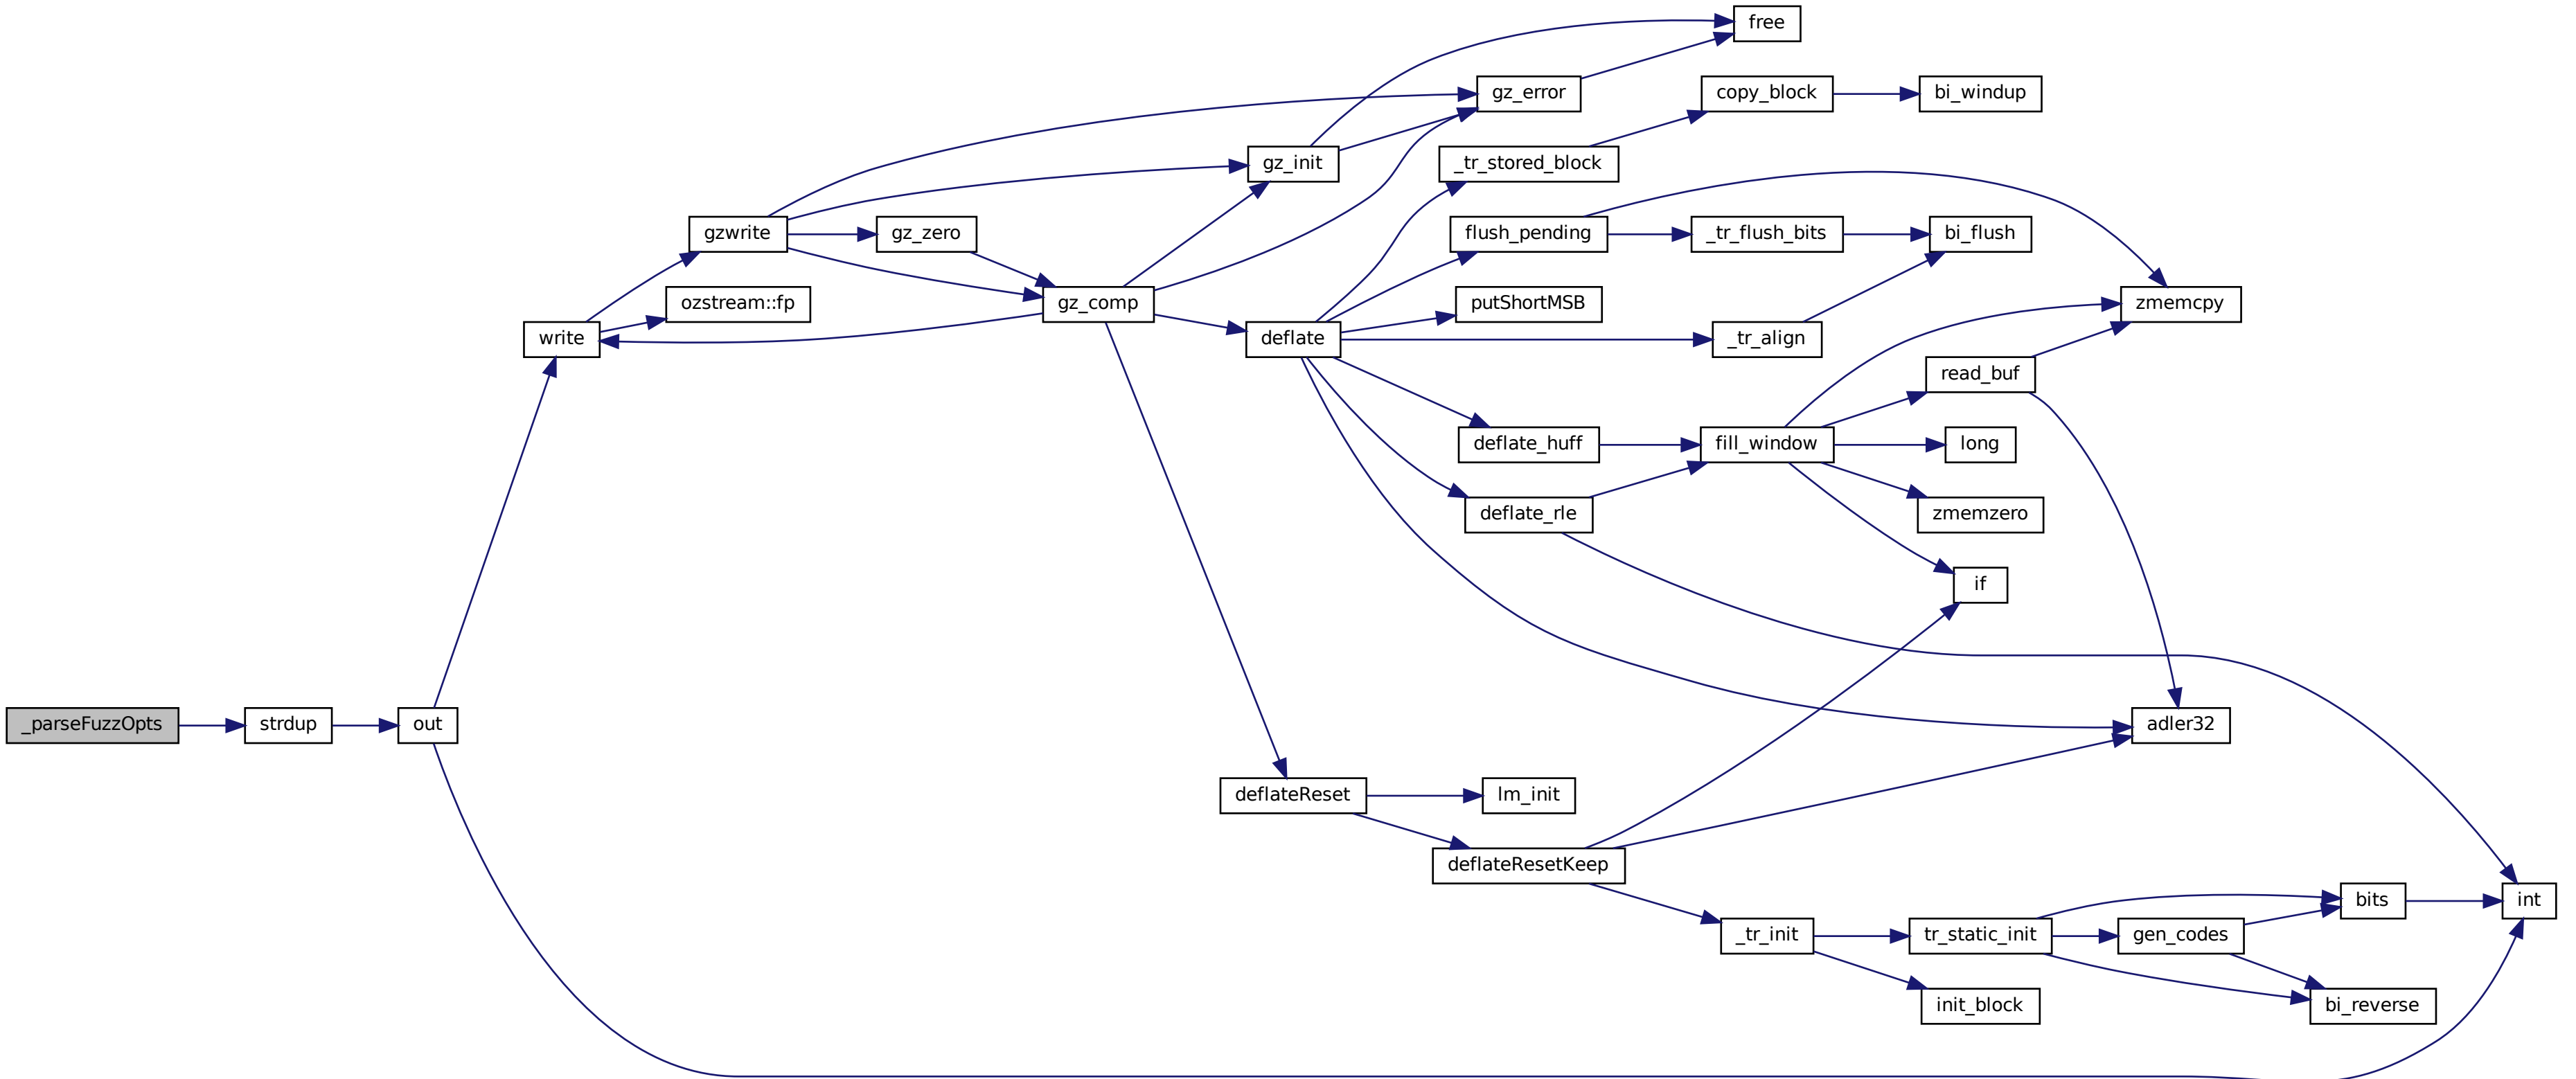 free
gz_error
copy_block
bi_windup
gz_init
_tr_stored_block
gzwrite
gz_zero
flush_pending
_tr_flush_bits
bi_flush
ozstream::fp
gz_comp
putShortMSB
zmemcpy
write
deflate
_tr_align
read_buf
deflate_huff
fill_window
long
deflate_rle
zmemzero
if
_parseFuzzOpts
strdup
out
adler32
deflateReset
lm_init
deflateResetKeep
bits
int
_tr_init
tr_static_init
gen_codes
init_block
bi_reverse